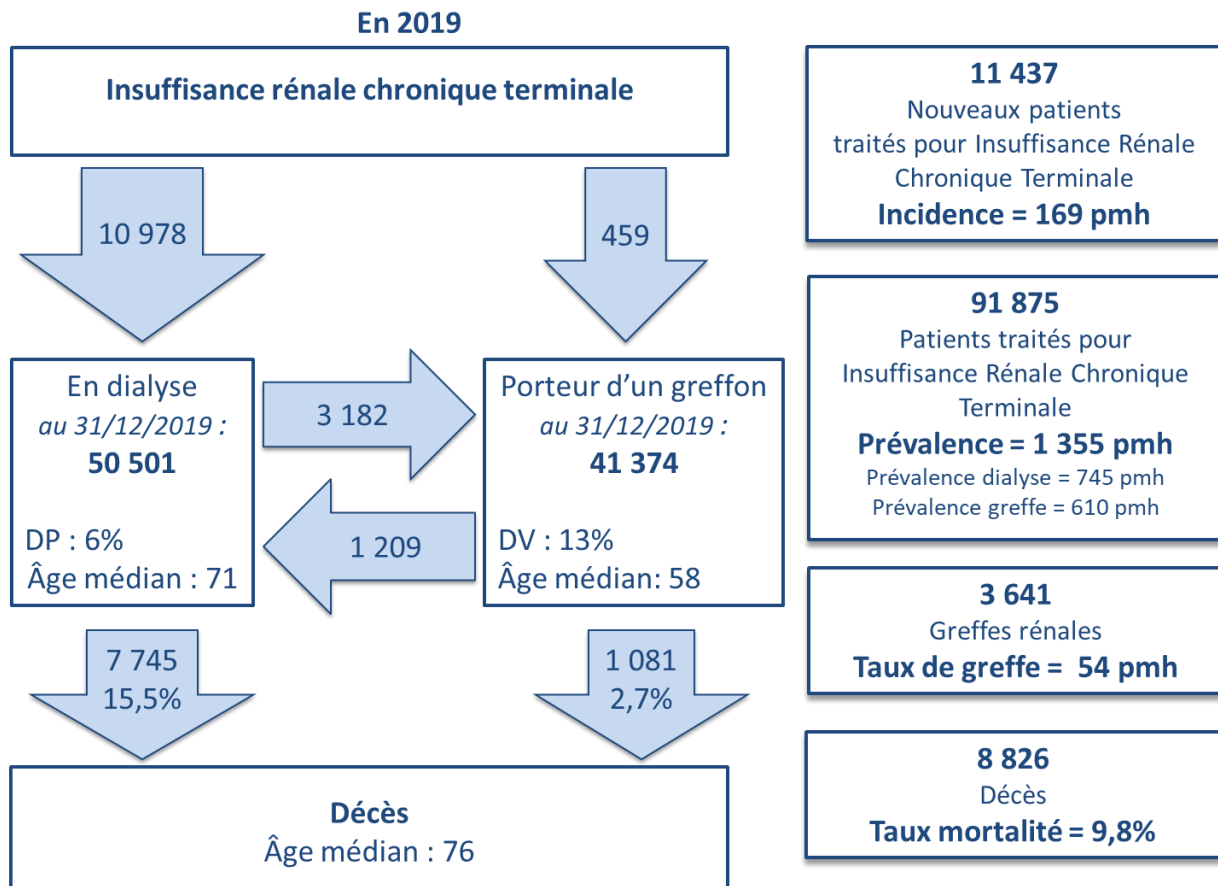 En 2019
Insuffisance rénale chronique terminale
10 978
459
En dialyse
au 31/12/2019 :
50 501
DP : 6%
Âge médian : 71
3 182
1 209
Porteur d’un greffon
au 31/12/2019 :
41 374
DV : 13%
Âge médian: 58
7 745
15,5%
1 081
2,7%
Décès
Âge médian : 76
11 437
Nouveaux patients
traités pour Insuffisance Rénale
Chronique Terminale
Incidence = 169 pmh
91 875
Patients traités pour
Insuffisance Rénale Chronique
Terminale
Prévalence = 1 355 pmh
Prévalence dialyse = 745 pmh
Prévalence greffe = 610 pmh
3 641
Greffes rénales
Taux de greffe =  54 pmh
8 826
Décès
Taux mortalité = 9,8%